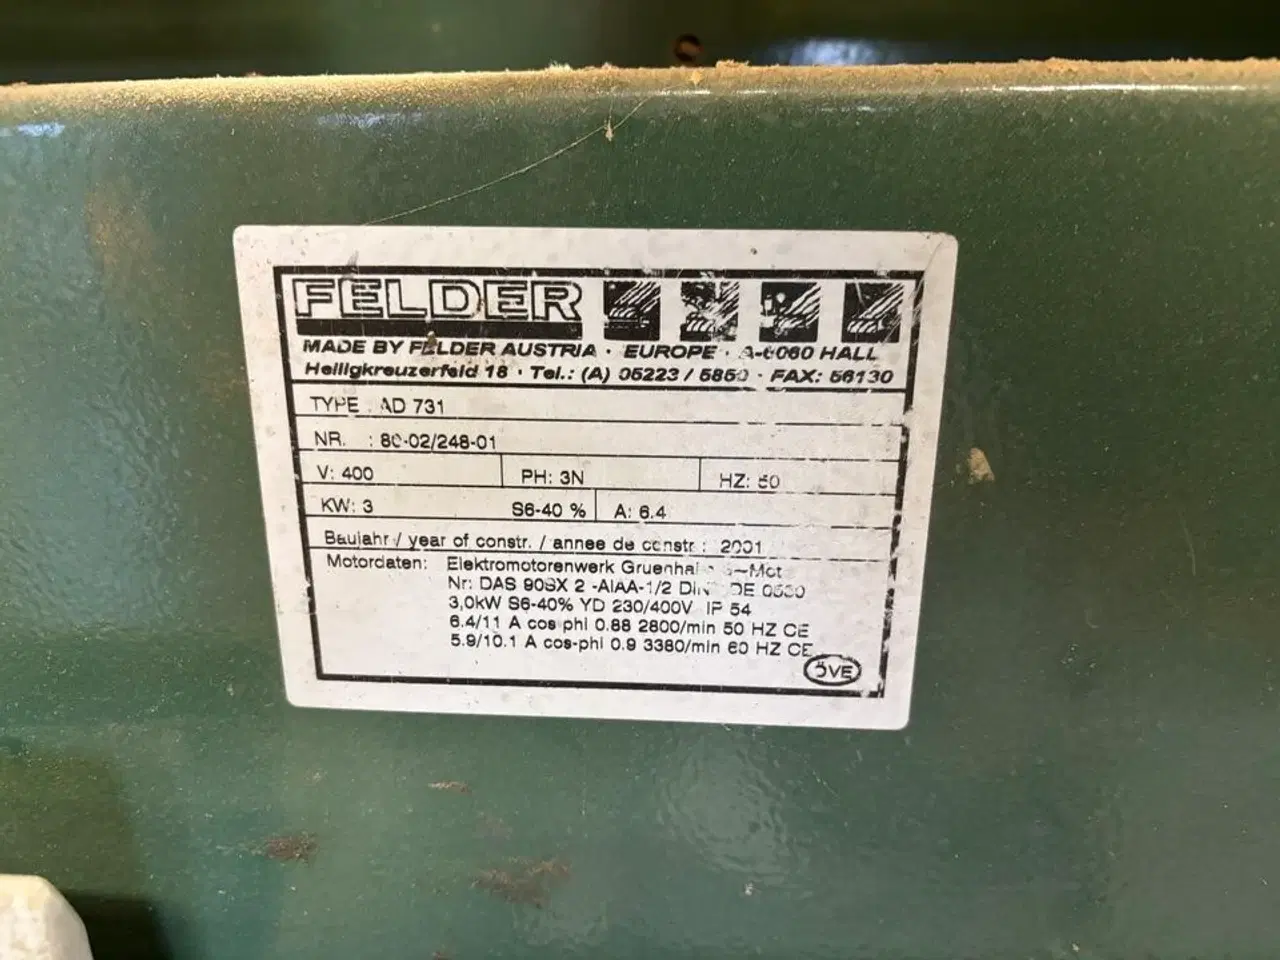 FELDER
MADE BY FELDER AUSTRIA · EUROPE · A-6060 HALL
Heiligkreuzerfeld 18 · Tel.: (A) 05223 / 5850 · FAX: 56130
TYPE : AD 731
NR. : 80-02/248-01
V: 400 PH: 3N HZ: 50
KW: 3 S6-40 % A: 6.4
Baujahr / year of constr. / annee de constr : 2001
Motordaten: Elektromotorenwerk
Nr: DAS 90SX 2 -AIAA-1/2
3,0kW S6-40% YD 230/400V IP 54
6.4/11 A cos phi 0.88 2800/min 50 HZ CE
5.9/10.1 A cos-phi 0.9 3380/min 60 HZ CE
ÖVE